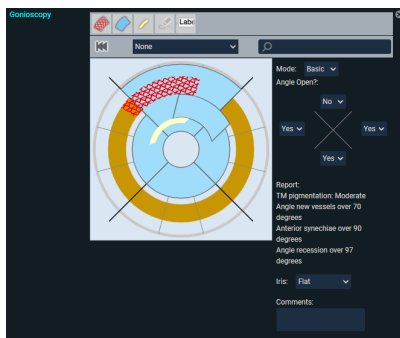 Gonioscopy
Labe
None
Mode: Basic
Angle Open?:
No
Yes
Yes
Yes
Report:
TM pigmentation: Moderate
Angle new vessels over 70
degrees
Anterior synechiae over 90
degrees
Angle recession over 97
degrees
Iris: Flat
Comments: